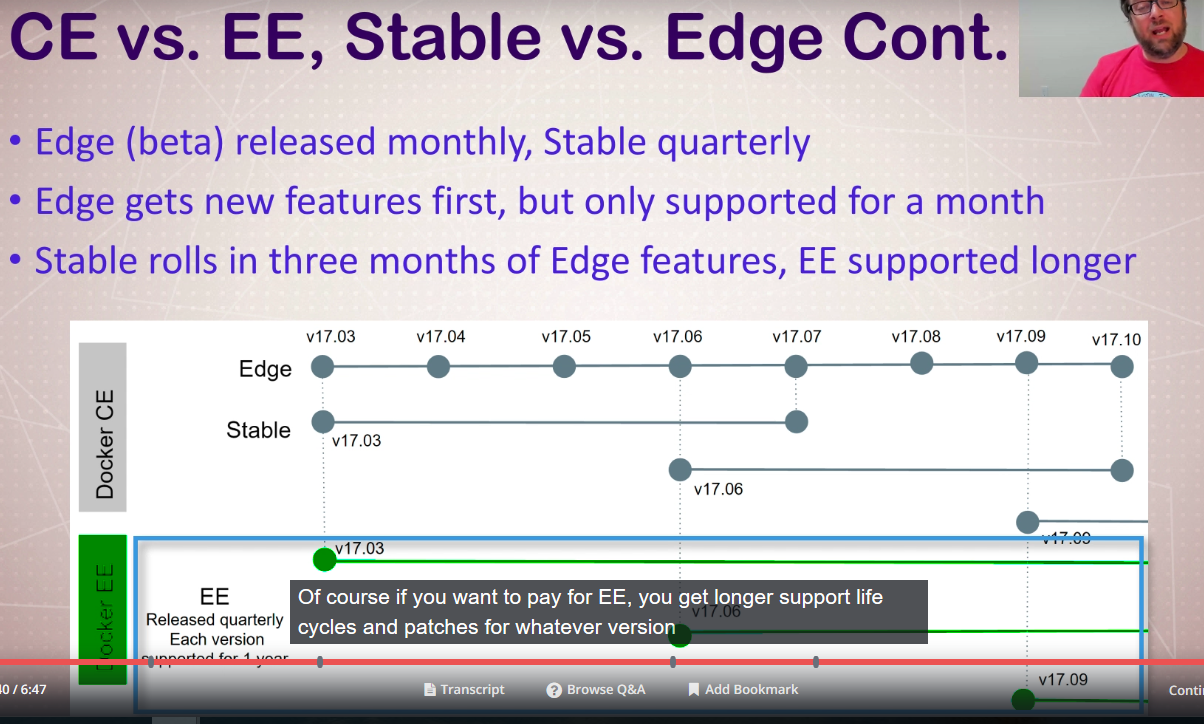 CE vs. EE, Stable vs. Edge Cont.
• Edge (beta) released monthly, Stable quarterly
• Edge gets new features first, but only supported for a month
• Stable rolls in three months of Edge features, EE supported longer
v17.03 v17.04 v17.05 v17.06 v17.07 v17.08 v17.09 v17.10
Docker CE
Edge
Stable
v17.03
v17.06
v17.09
Docker EE
v17.03
EE
Released quarterly
Each version
supported for 1 year
v17.06
Of course if you want to pay for EE, you get longer support life
cycles and patches for whatever version
v17.09
40 / 6:47
Transcript
Browse Q&A
Add Bookmark
Conti